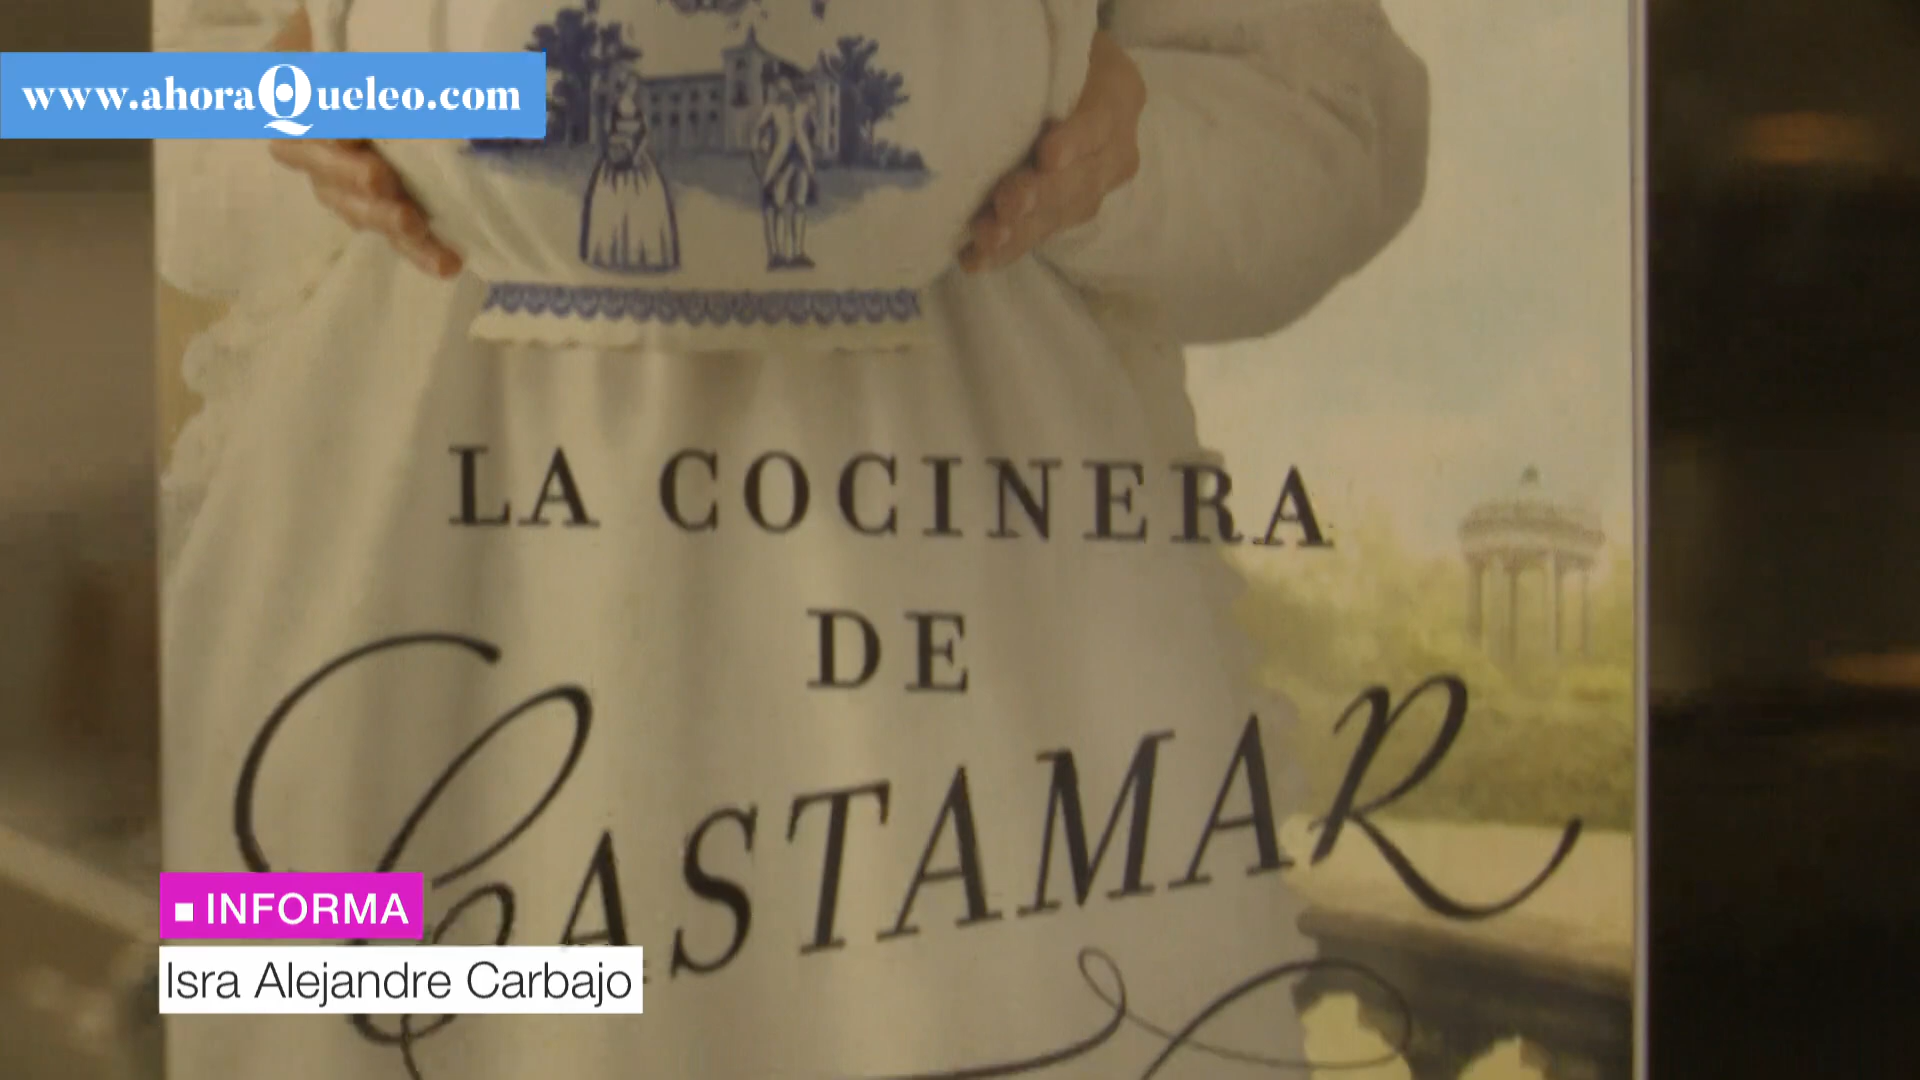 www.ahoraQueleo.com
LA COCINERA
DE
CASTAMAR
INFORMA
Isra Alejandre Carbajo